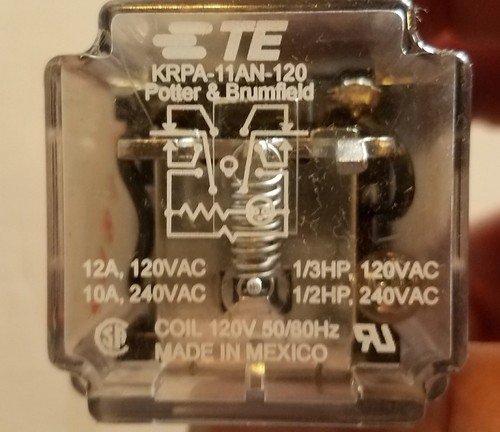 TE
KRPA-11AN-120
Potter & Brumfield
12A, 120VAC 1/3HP, 120VAC
10A, 240VAC 1/2HP, 240VAC
COIL 120V 50/60Hz
MADE IN MEXICO